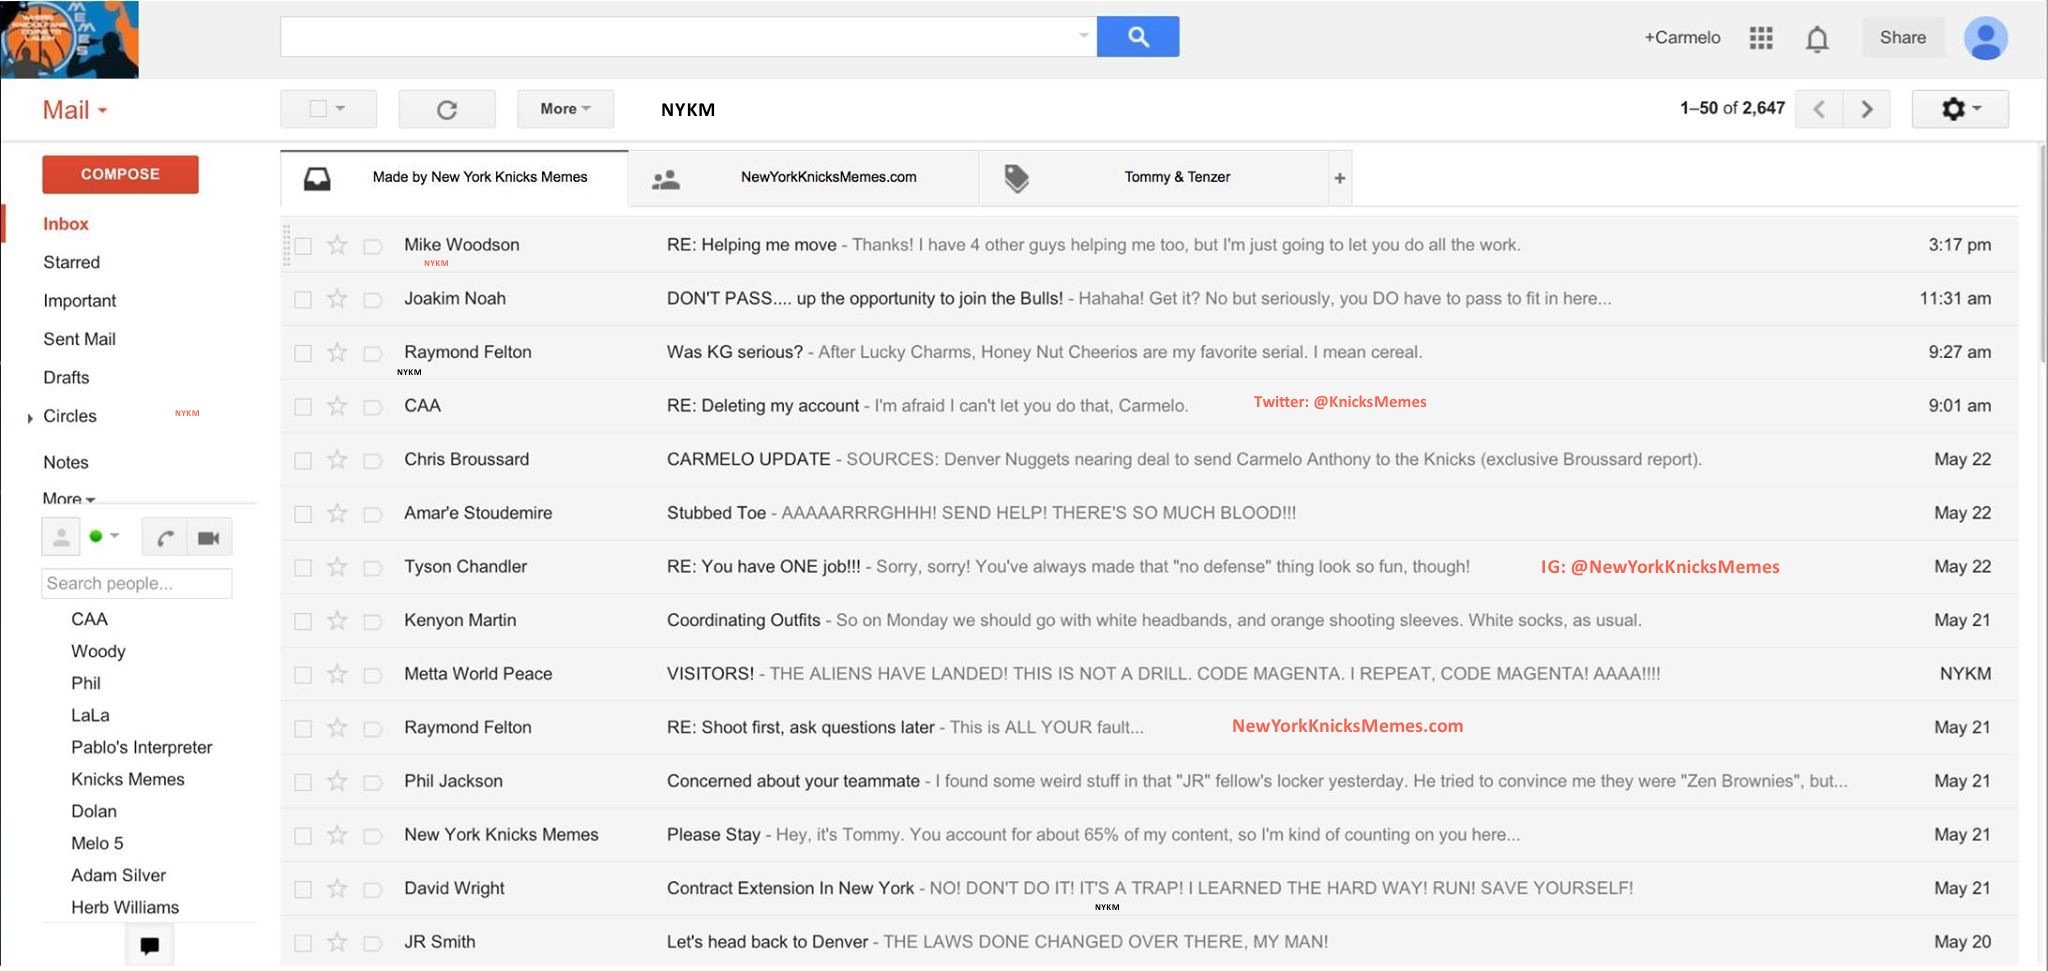 MEMES
WHERE
KNICKS FANS
COME TO
LAUGH
+Carmelo
Share
Mail
More
NYKM
1–50 of 2,647
COMPOSE
Made by New York Knicks Memes
NewYorkKnicksMemes.com
Tommy & Tenzer
+
Inbox
Starred
Important
Sent Mail
Drafts
Circles
NYKM
Notes
More
Search people...
CAA
Woody
Phil
LaLa
Pablo's Interpreter
Knicks Memes
Dolan
Melo 5
Adam Silver
Herb Williams
Mike Woodson RE: Helping me move - Thanks! I have 4 other guys helping me too, but I'm just going to let you do all the work. 3:17 pm
NYKM
Joakim Noah DON'T PASS.... up the opportunity to join the Bulls! - Hahaha! Get it? No but seriously, you DO have to pass to fit in here... 11:31 am
Raymond Felton Was KG serious? - After Lucky Charms, Honey Nut Cheerios are my favorite serial. I mean cereal. 9:27 am
NYKM
CAA RE: Deleting my account - I'm afraid I can't let you do that, Carmelo. Twitter: @KnicksMemes 9:01 am
Chris Broussard CARMELO UPDATE - SOURCES: Denver Nuggets nearing deal to send Carmelo Anthony to the Knicks (exclusive Broussard report). May 22
Amar'e Stoudemire Stubbed Toe - AAAAARRRGHHH! SEND HELP! THERE'S SO MUCH BLOOD!!! May 22
Tyson Chandler RE: You have ONE job!!! - Sorry, sorry! You've always made that "no defense" thing look so fun, though! IG: @NewYorkKnicksMemes May 22
Kenyon Martin Coordinating Outfits - So on Monday we should go with white headbands, and orange shooting sleeves. White socks, as usual. May 21
Metta World Peace VISITORS! - THE ALIENS HAVE LANDED! THIS IS NOT A DRILL. CODE MAGENTA. I REPEAT, CODE MAGENTA! AAAA!!!! NYKM
Raymond Felton RE: Shoot first, ask questions later - This is ALL YOUR fault... NewYorkKnicksMemes.com May 21
Phil Jackson Concerned about your teammate - I found some weird stuff in that "JR" fellow's locker yesterday. He tried to convince me they were "Zen Brownies", but... May 21
New York Knicks Memes Please Stay - Hey, it's Tommy. You account for about 65% of my content, so I'm kind of counting on you here... May 21
David Wright Contract Extension In New York - NO! DON'T DO IT! IT'S A TRAP! I LEARNED THE HARD WAY! RUN! SAVE YOURSELF! May 21
NYKM
JR Smith Let's head back to Denver - THE LAWS DONE CHANGED OVER THERE, MY MAN! May 20